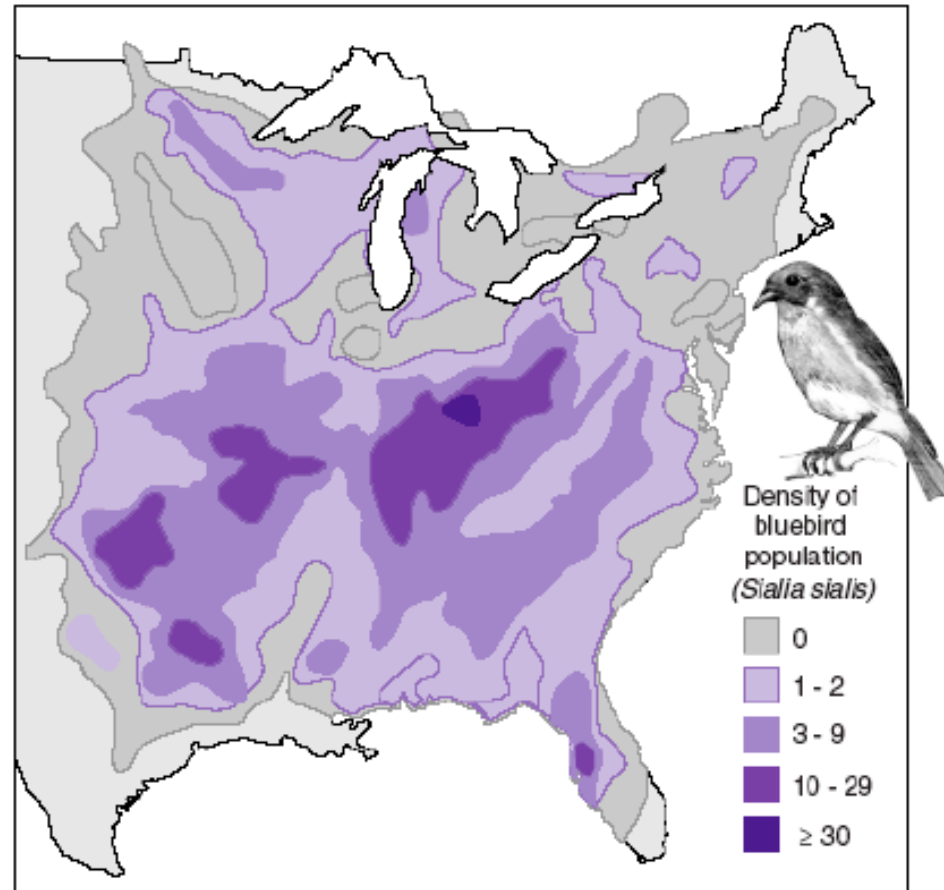 Density of
bluebird
population
(Sialia sialis)
0
1 - 2
3 - 9
10 - 29
≥ 30